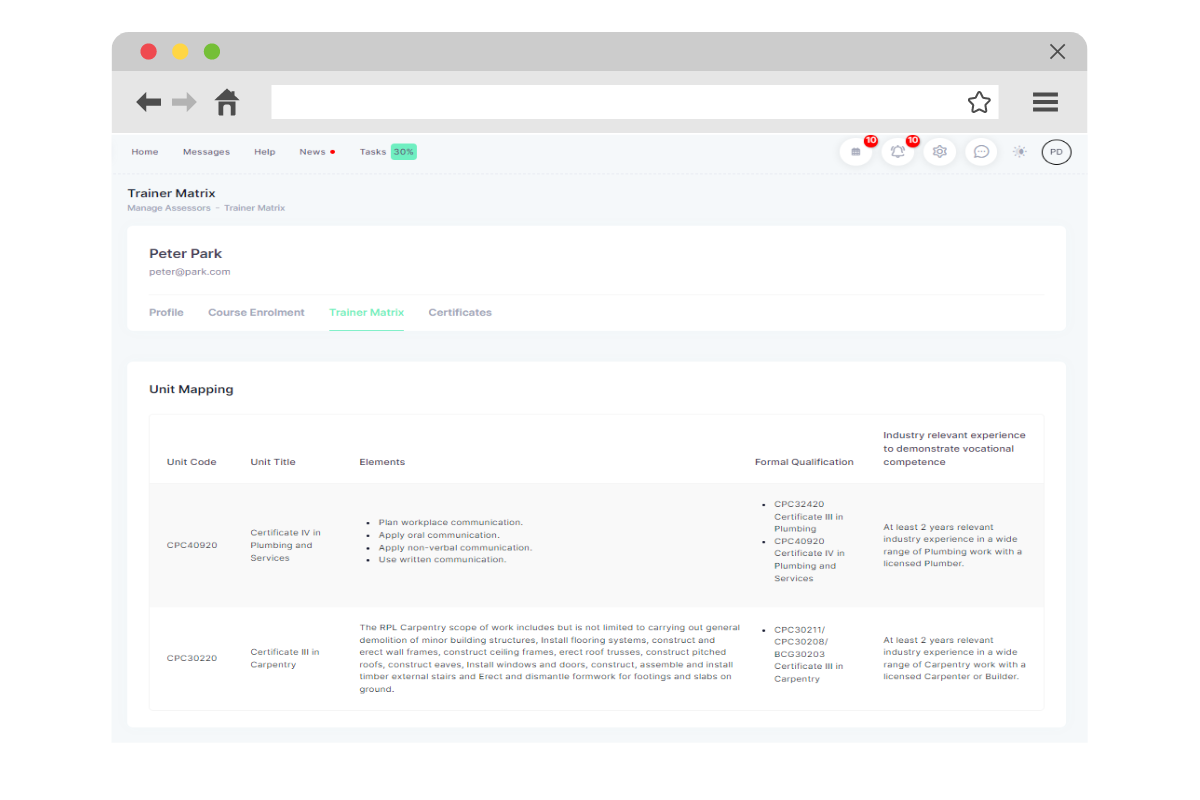 Home Messages Help News Tasks 30% 10 10 PD
Trainer Matrix
Manage Assessors - Trainer Matrix
Peter Park
peter@park.com
Profile Course Enrolment Trainer Matrix Certificates
Unit Mapping
Unit Code Unit Title Elements Formal Qualification
Industry relevant experience
to demonstrate vocational
competence
CPC40920
Certificate IV in
Plumbing and
Services
• Plan workplace communication.
• Apply oral communication.
• Apply non-verbal communication.
• Use written communication.
• CPC32420
Certificate III in
Plumbing
• CPC40920
Certificate IV in
Plumbing and
Services
At least 2 years relevant
industry experience in a wide
range of Plumbing work with a
licensed Plumber.
CPC30220
Certificate III in
Carpentry
The RPL Carpentry scope of work includes but is not limited to carrying out general
demolition of minor building structures, Install flooring systems, construct and
erect wall frames, construct ceiling frames, erect roof trusses, construct pitched
roofs, construct eaves, Install windows and doors, construct, assemble and install
timber external stairs and Erect and dismantle formwork for footings and slabs on
ground.
• CPC30211/
CPC30208/
BCG30203
Certificate III in
Carpentry
At least 2 years relevant
industry experience in a wide
range of Carpentry work with a
licensed Carpenter or Builder.